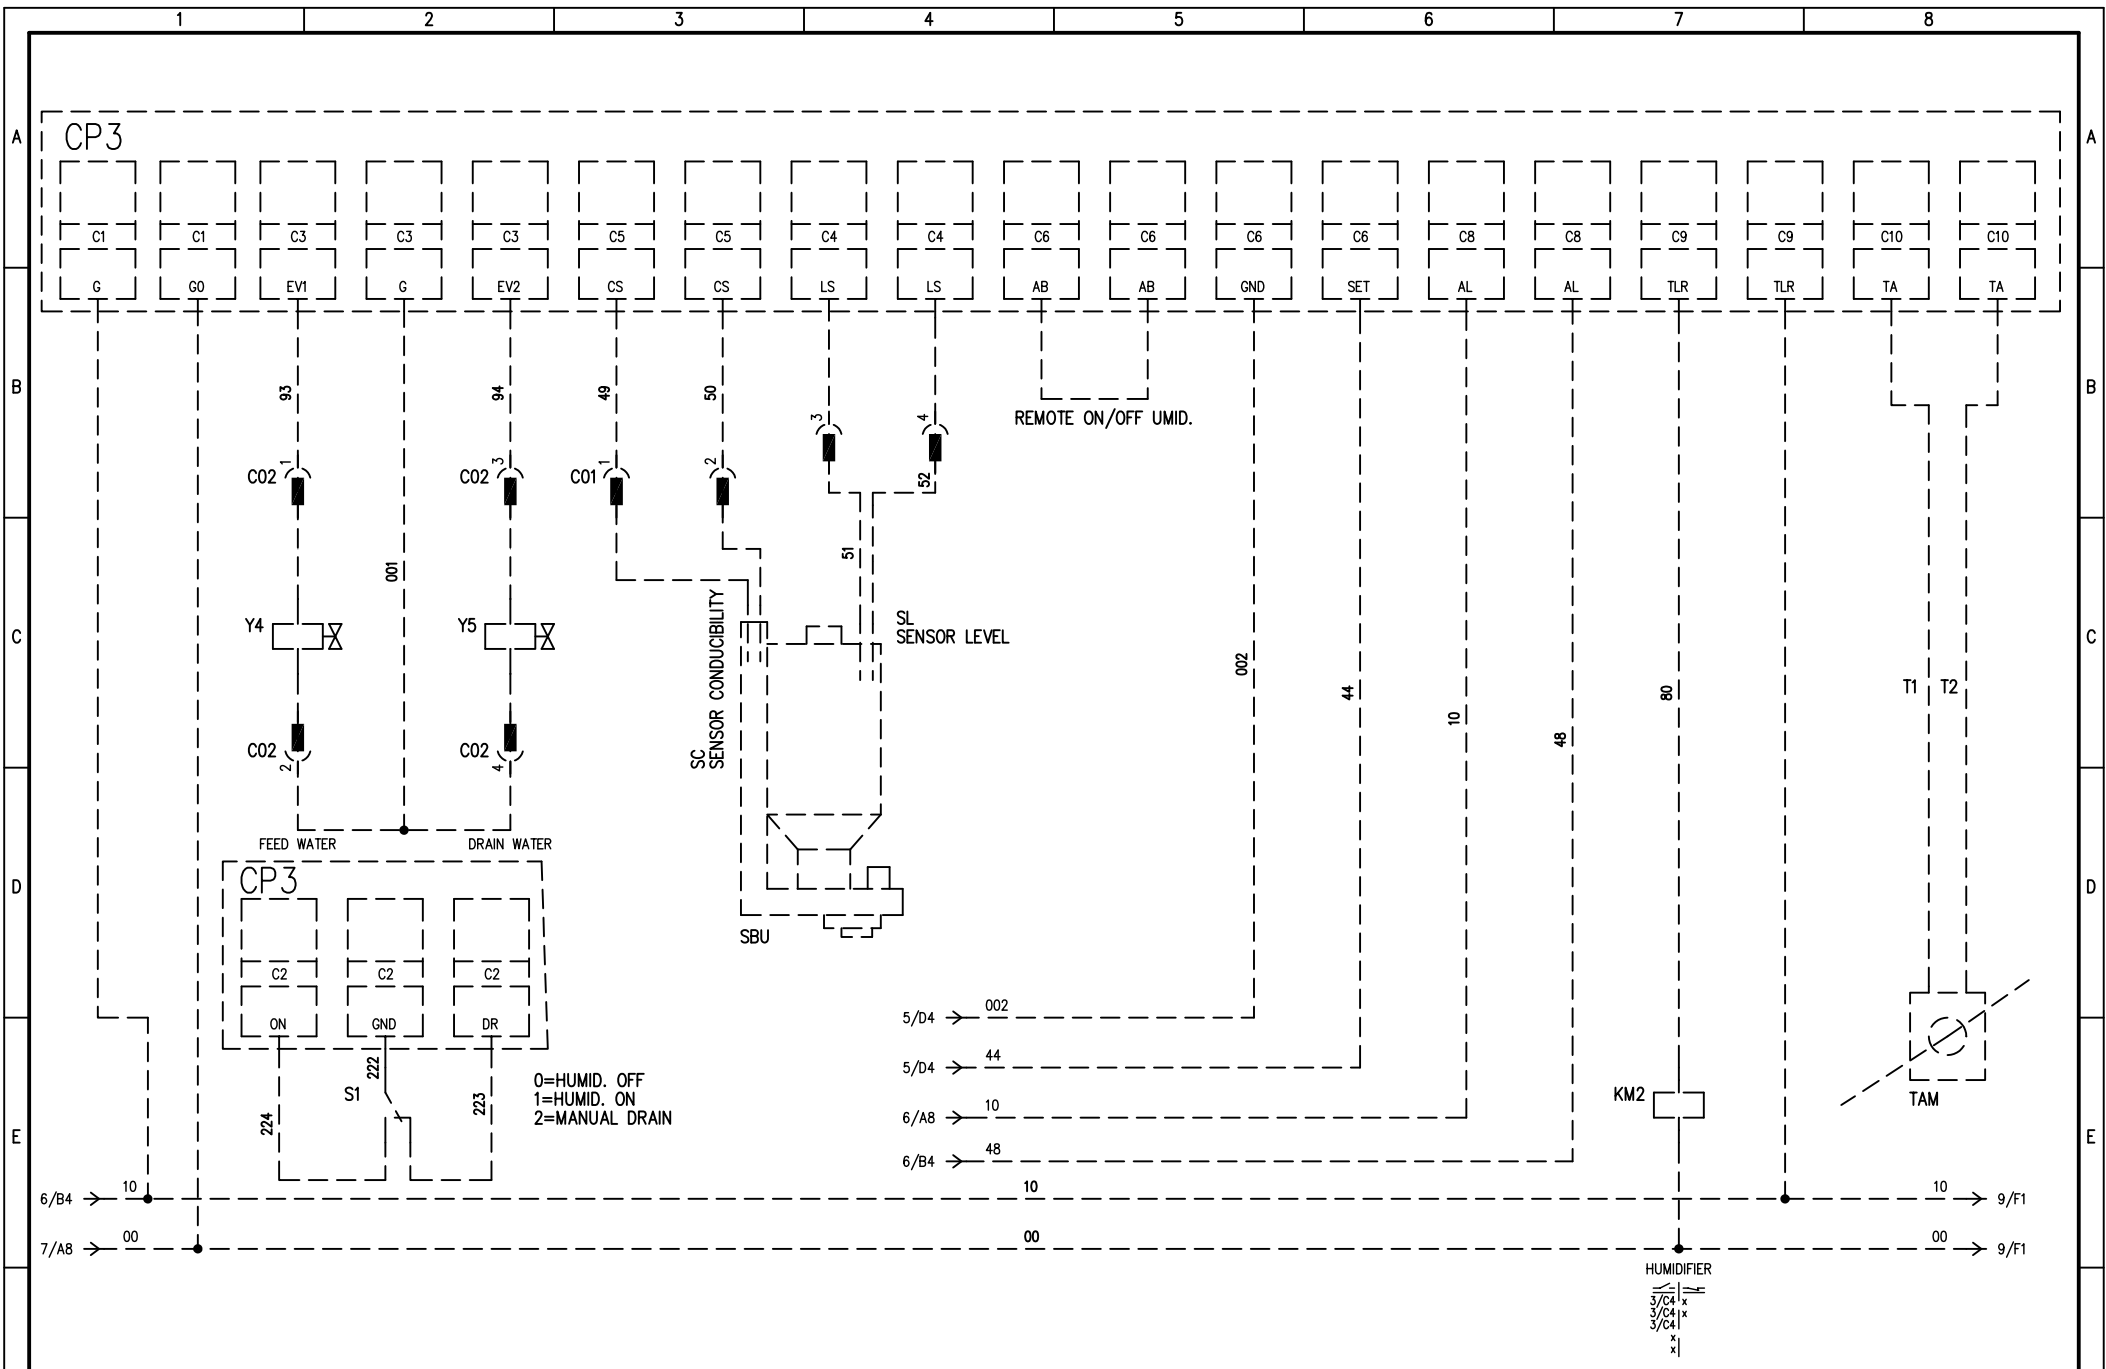 1 2 3 4 5 6 7 8
A A
CP3
C1 C1 C3 C3 C3 C5 C5 C4 C4 C6 C6 C6 C6 C8 C8 C9 C9 C10 C10
G G0 EV1 G EV2 CS CS LS LS AB AB GND SET AL AL TLR TLR TA TA
B 93 94 49 50 B
3 4
REMOTE ON/OFF UMID.
1 3 1 2
C02 C02 C01 52
001 51
Y4 Y5 SL
C SENSOR LEVEL C
SC
SENSOR CONDUCIBILITY
002 44 80 T1 T2
10 48
C02 C02
2 4
FEED WATER DRAIN WATER
CP3
D D
SBU
C2 C2 C2
ON GND DR
5/D4 002
222
5/D4 44
0=HUMID. OFF
S1 1=HUMID. ON KM2 TAM
224 223 2=MANUAL DRAIN
6/A8 10
E E
6/B4 48
6/B4 10 10 10 9/F1
7/A8 00 00 00 9/F1
HUMIDIFIER
3/C4 x
3/C4 x
3/C4
x
x